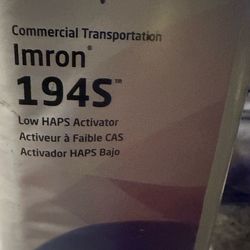 Commercial Transportation
Imron®
194S™
Low HAPS Activator
Activeur à Faible CAS
Activador HAPS Bajo